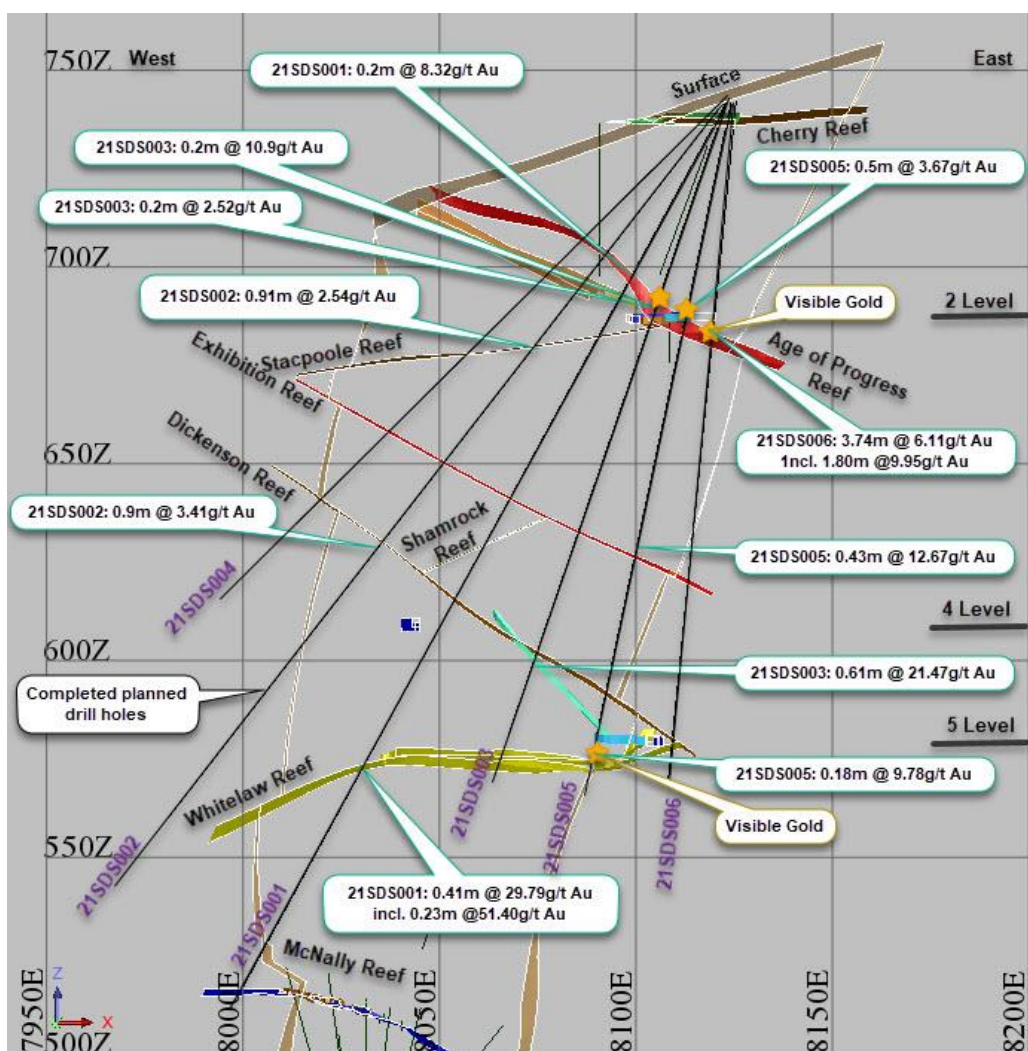 750Z
West
East
21SDS001: 0.2m @ 8.32g/t Au
Surface
Cherry Reef
21SDS003: 0.2m @ 10.9g/t Au
21SDS005: 0.5m @ 3.67g/t Au
21SDS003: 0.2m @ 2.52g/t Au
700Z
21SDS002: 0.91m @ 2.54g/t Au
Visible Gold
2 Level
Stacpoole Reef
Exhibition Reef
Age of Progress
Reef
Dickenson Reef
650Z
21SDS006: 3.74m @ 6.11g/t Au
1ncl. 1.80m @9.95g/t Au
21SDS002: 0.9m @ 3.41g/t Au
Shamrock
Reef
21SDS005: 0.43m @ 12.67g/t Au
21SDS004
4 Level
600Z
21SDS003: 0.61m @ 21.47g/t Au
Completed planned
drill holes
5 Level
21SDS005: 0.18m @ 9.78g/t Au
Whitelaw Reef
21SDS003
21SDS005
21SDS006
Visible Gold
550Z
21SDS002
21SDS001
21SDS001: 0.41m @ 29.79g/t Au
incl. 0.23m @51.40g/t Au
McNally Reef
Z
X
7950E
8000E
8050E
8100E
8150E
8200E
500Z